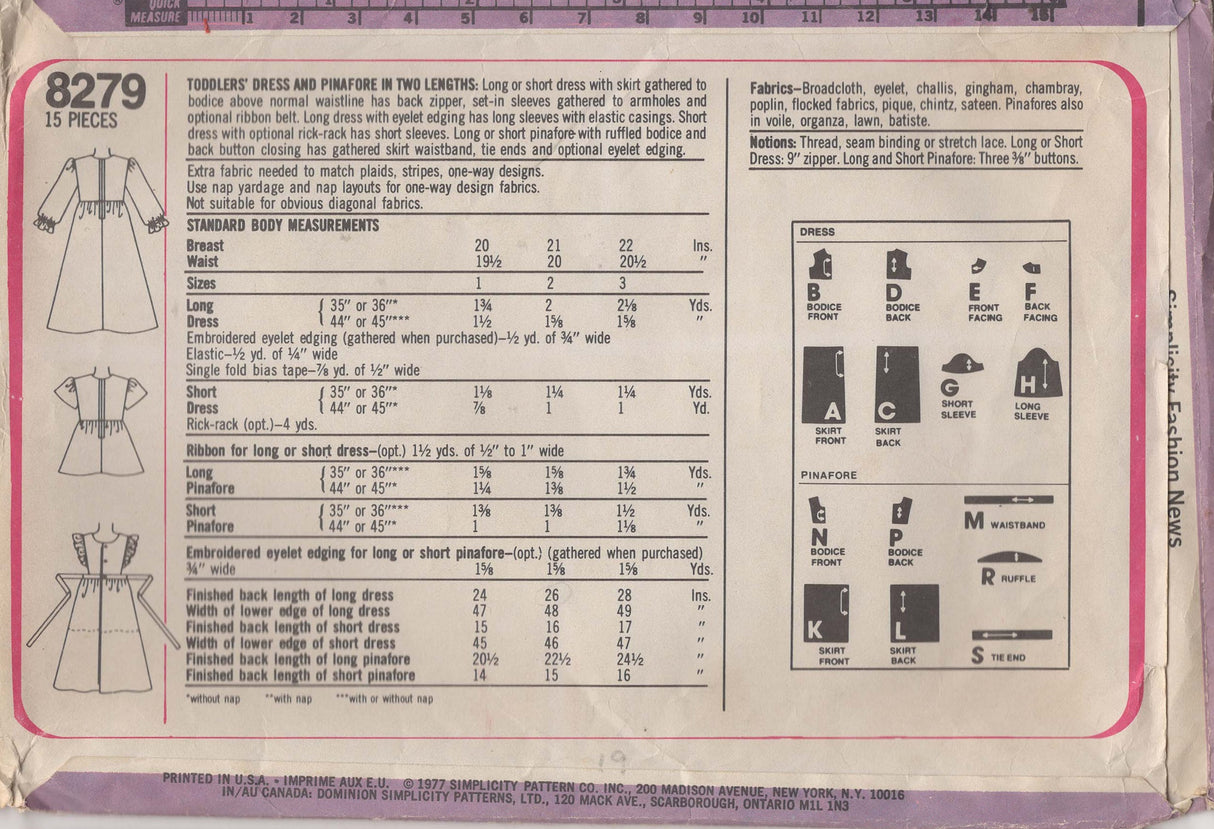 QUICK
MEASURE
1 2 3 4 5 6 7 8 9 10 11 12 13 14 15
8279
15 PIECES
TODDLERS' DRESS AND PINAFORE IN TWO LENGTHS: Long or short dress with skirt gathered to
bodice above normal waistline has back zipper, set-in sleeves gathered to armholes and
optional ribbon belt. Long dress with eyelet edging has long sleeves with elastic casings. Short
dress with optional rick-rack has short sleeves. Long or short pinafore with ruffled bodice and
back button closing has gathered skirt waistband, tie ends and optional eyelet edging.
Extra fabric needed to match plaids, stripes, one-way designs.
Use nap yardage and nap layouts for one-way design fabrics.
Not suitable for obvious diagonal fabrics.
STANDARD BODY MEASUREMENTS
Breast 20 21 22 Ins.
Waist 19½ 20 20½ "
Sizes 1 2 3
Long { 35" or 36"* 1¾ 2 2⅛ Yds.
Dress 44" or 45"*** 1½ 1⅝ 1⅝ "
Embroidered eyelet edging (gathered when purchased)–½ yd. of ¾" wide
Elastic–½ yd. of ¼" wide
Single fold bias tape–⅞ yd. of ½" wide
Short { 35" or 36"* 1⅛ 1¼ 1¼ Yds.
Dress 44" or 45"* ⅞ 1 1 Yd.
Rick-rack (opt.)–4 yds.
Ribbon for long or short dress–(opt.) 1½ yds. of ½" to 1" wide
Long { 35" or 36"*** 1⅝ 1⅝ 1¾ Yds.
Pinafore 44" or 45"* 1¼ 1⅜ 1½ "
Short { 35" or 36"*** 1⅜ 1⅜ 1½ Yds.
Pinafore 44" or 45"* 1 1 1⅛ "
Embroidered eyelet edging for long or short pinafore–(opt.) (gathered when purchased)
¾" wide 1⅝ 1⅝ 1⅝ Yds.
Finished back length of long dress 24 26 28 Ins.
Width of lower edge of long dress 47 48 49 "
Finished back length of short dress 15 16 17 "
Width of lower edge of short dress 45 46 47 "
Finished back length of long pinafore 20½ 22½ 24½ "
Finished back length of short pinafore 14 15 16 "
*without nap **with nap ***with or without nap
Fabrics–Broadcloth, eyelet, challis, gingham, chambray,
poplin, flocked fabrics, pique, chintz, sateen. Pinafores also
in voile, organza, lawn, batiste.
Notions: Thread, seam binding or stretch lace. Long or Short
Dress: 9" zipper. Long and Short Pinafore: Three ⅜" buttons.
DRESS
B D E F
BODICE BODICE FRONT BACK
FRONT BACK FACING FACING
A C G H
SHORT LONG
SLEEVE SLEEVE
SKIRT SKIRT
FRONT BACK
PINAFORE
N P M WAISTBAND
BODICE BODICE
FRONT BACK
R RUFFLE
K L
SKIRT SKIRT
FRONT BACK
S TIE END
Simplicity Fashion News
19
PRINTED IN U.S.A. • IMPRIME AUX E.U. © 1977 SIMPLICITY PATTERN CO. INC., 200 MADISON AVENUE, NEW YORK, N.Y. 10016
IN/AU CANADA: DOMINION SIMPLICITY PATTERNS, LTD., 120 MACK AVE., SCARBOROUGH, ONTARIO M1L 1N3